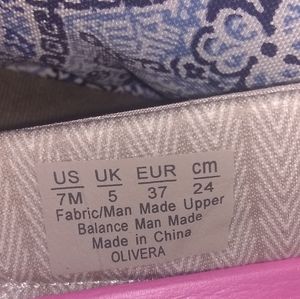 US UK EUR cm
7M 5 37 24
Fabric/Man Made Upper
Balance Man Made
Made in China
OLIVERA